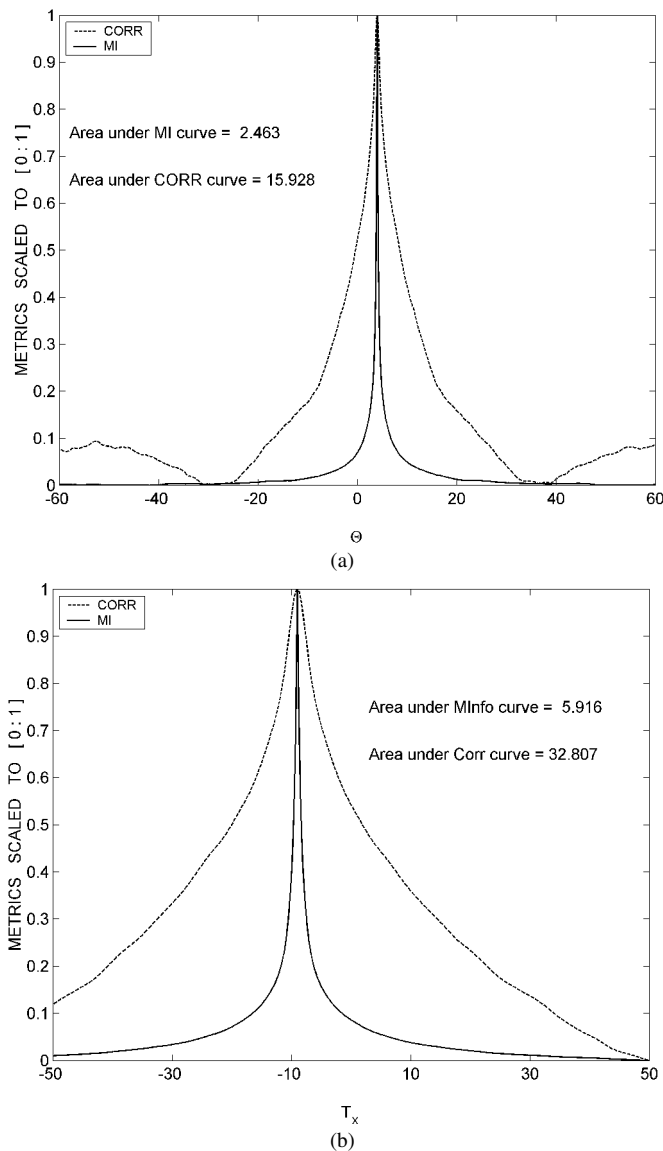 1
CORR
MI
0.9
0.8
Area under MI curve = 2.463
0.7
Area under CORR curve = 15.928
0.6
0.5
0.4
0.3
0.2
0.1
0
METRICS SCALED TO [0:1]
-60 -40 -20 0 20 40 60
Θ
(a)
1
CORR
MI
0.9
0.8
Area under MInfo curve = 5.916
0.7
Area under Corr curve = 32.807
0.6
0.5
0.4
0.3
0.2
0.1
0
METRICS SCALED TO [0:1]
-50 -30 -10 10 30 50
Tx
(b)